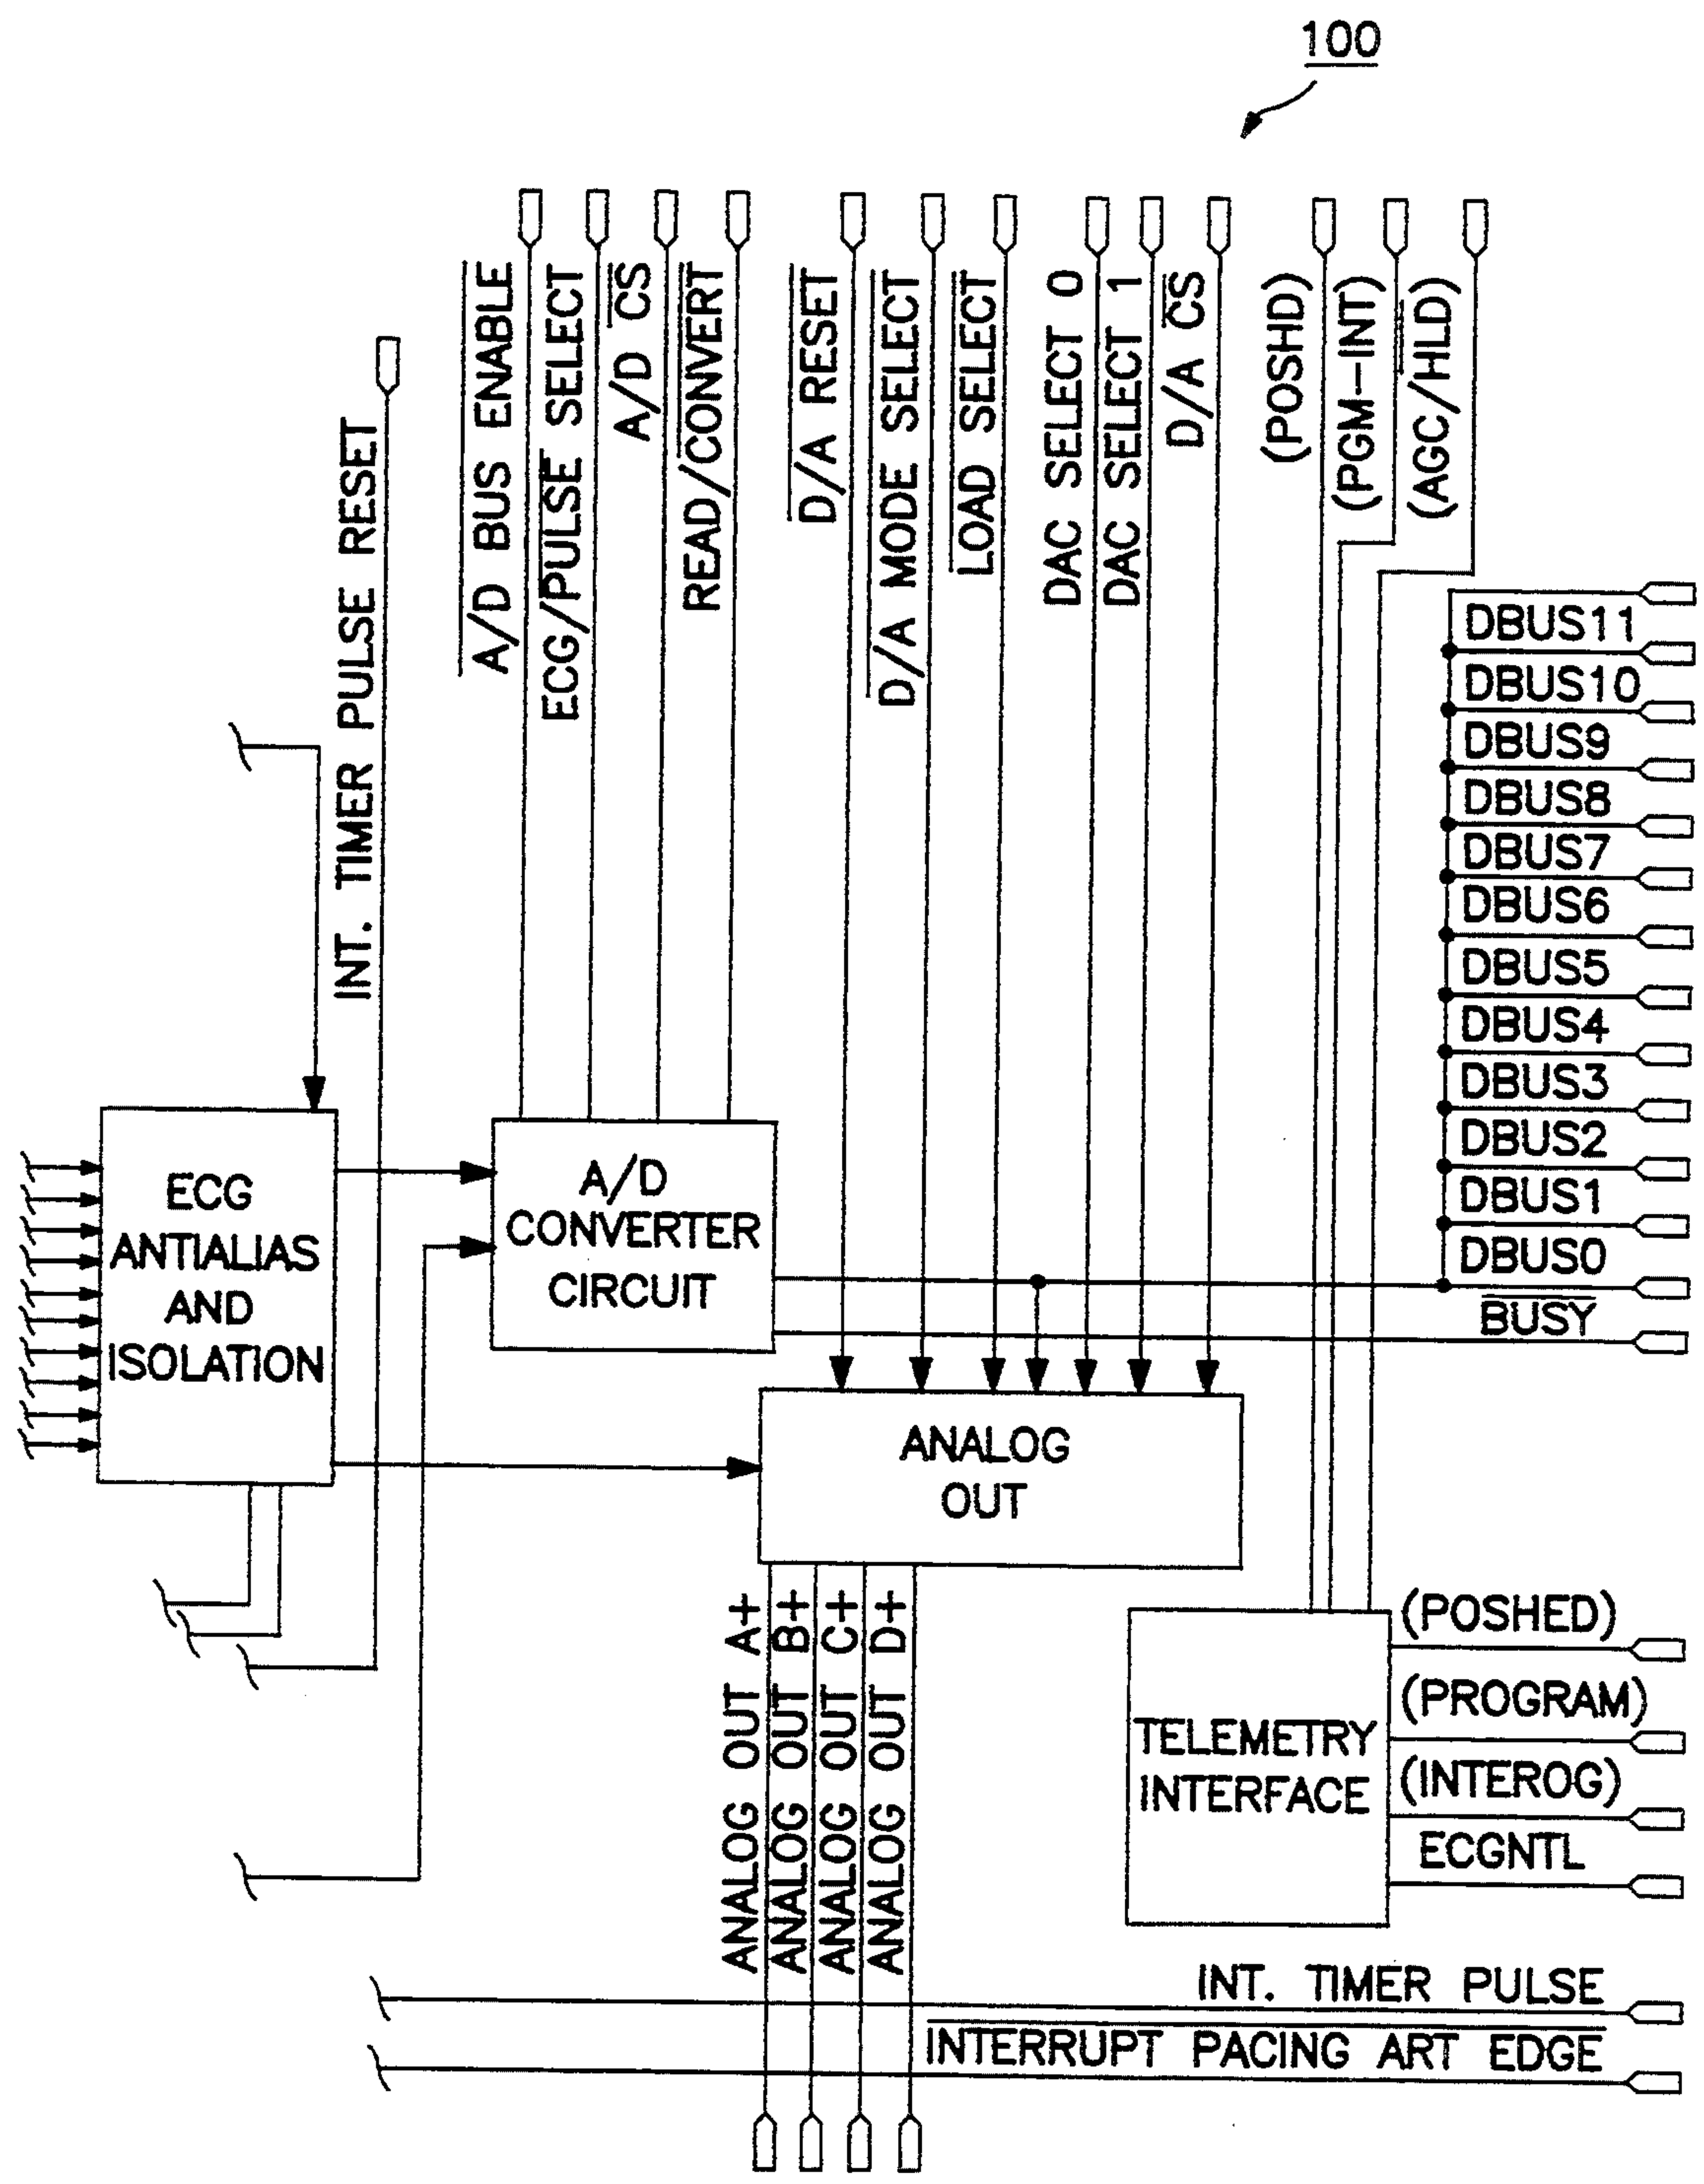 100
A/D BUS ENABLE
ECG/PULSE SELECT
A/D CS
READ/CONVERT
D/A RESET
D/A MODE SELECT
LOAD SELECT
DAC SELECT 0
DAC SELECT 1
D/A CS
(POSHD)
(PGM-INT)
(AGC/HLD)
INT. TIMER PULSE RESET
DBUS11
DBUS10
DBUS9
DBUS8
DBUS7
DBUS6
DBUS5
DBUS4
DBUS3
DBUS2
DBUS1
DBUS0
BUSY
ECG
ANTIALIAS
AND
ISOLATION
A/D
CONVERTER
CIRCUIT
ANALOG
OUT
ANALOG OUT A+
ANALOG OUT B+
ANALOG OUT C+
ANALOG OUT D+
TELEMETRY
INTERFACE
(POSHED)
(PROGRAM)
(INTEROG)
ECGNTL
INT. TIMER PULSE
INTERRUPT PACING ART EDGE